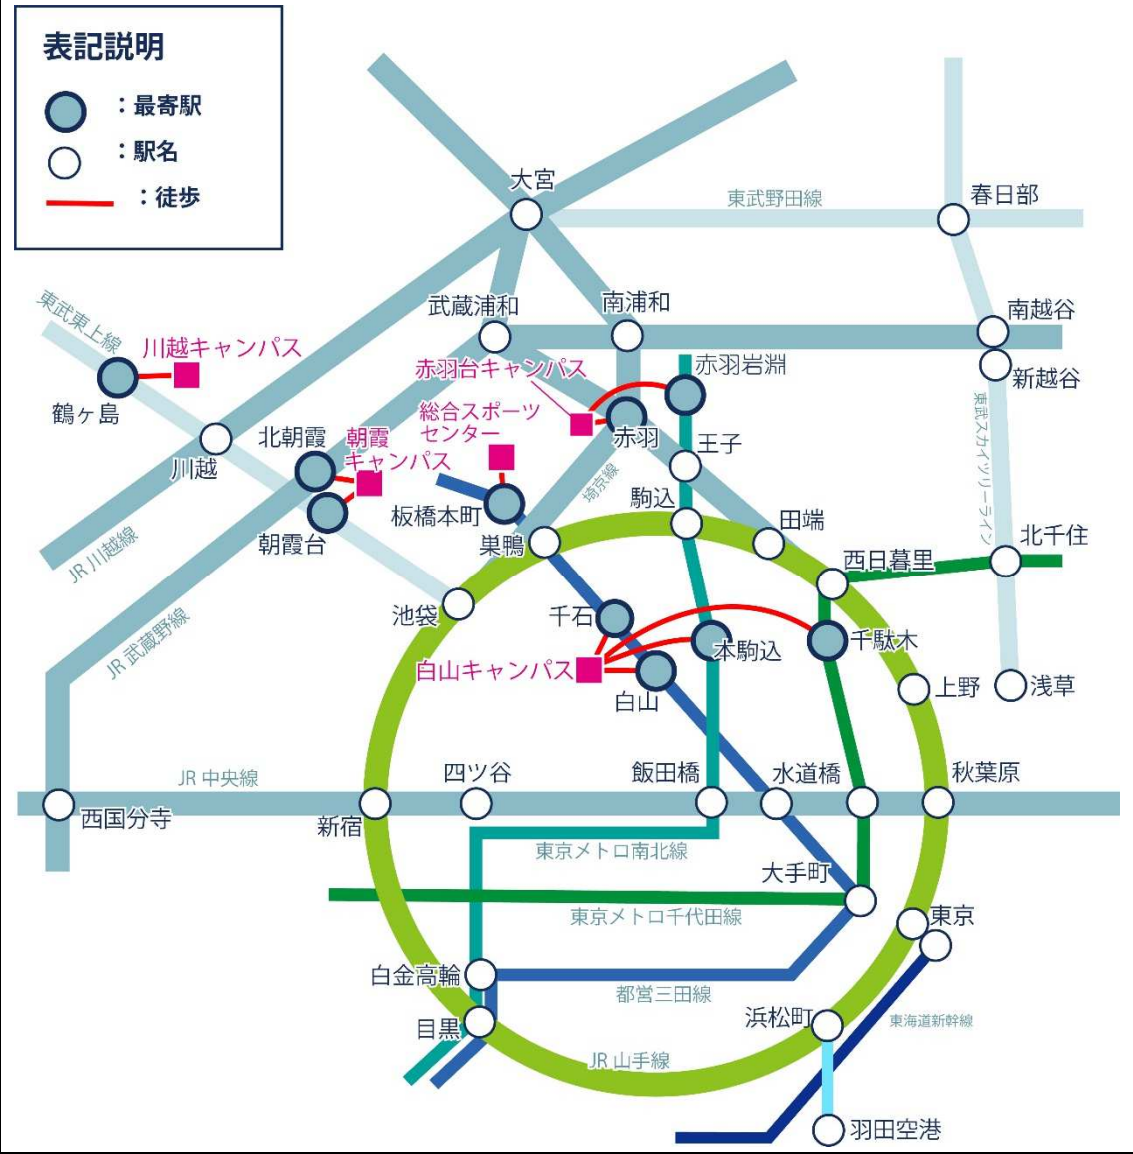 表記説明
：最寄駅
：駅名
：徒歩
大宮
東武野田線
春日部
武蔵浦和
南浦和
南越谷
東武東上線
川越キャンパス
赤羽台キャンパス
赤羽岩淵
新越谷
鶴ヶ島
総合スポーツ
センター
東武スカイツリーライン
北朝霞
朝霞
キャンパス
赤羽
王子
川越
埼京線
板橋本町
駒込
田端
北千住
JR 川越線
朝霞台
巣鴨
西日暮里
池袋
千石
JR 武蔵野線
本駒込
千駄木
白山キャンパス
白山
上野
浅草
JR 中央線
四ツ谷
飯田橋
水道橋
秋葉原
西国分寺
新宿
東京メトロ南北線
大手町
東京メトロ千代田線
東京
白金高輪
都営三田線
目黒
浜松町
東海道新幹線
JR 山手線
羽田空港